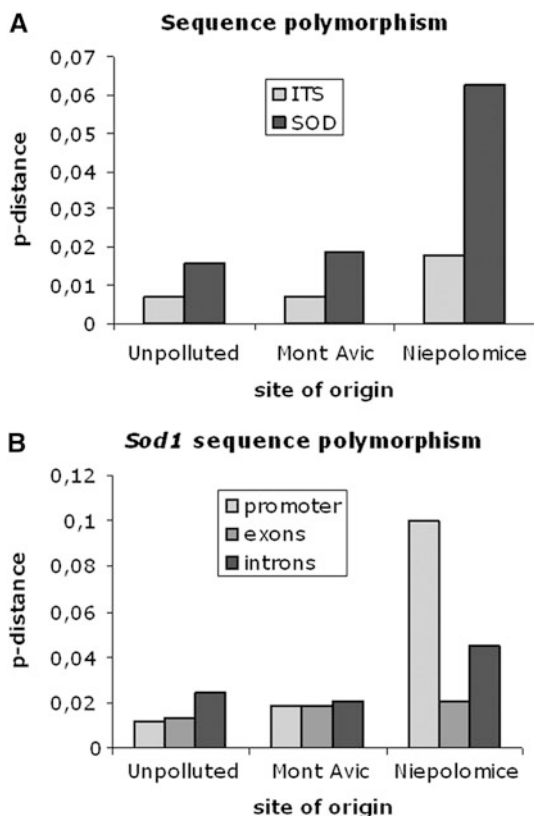 A
Sequence polymorphism
0,07
0,06
0,05
0,04
0,03
0,02
0,01
0
p-distance
ITS
SOD
Unpolluted Mont Avic Niepolomice
site of origin
B
Sod1 sequence polymorphism
0,12
0,1
0,08
0,06
0,04
0,02
0
p-distance
promoter
exons
introns
Unpolluted Mont Avic Niepolomice
site of origin